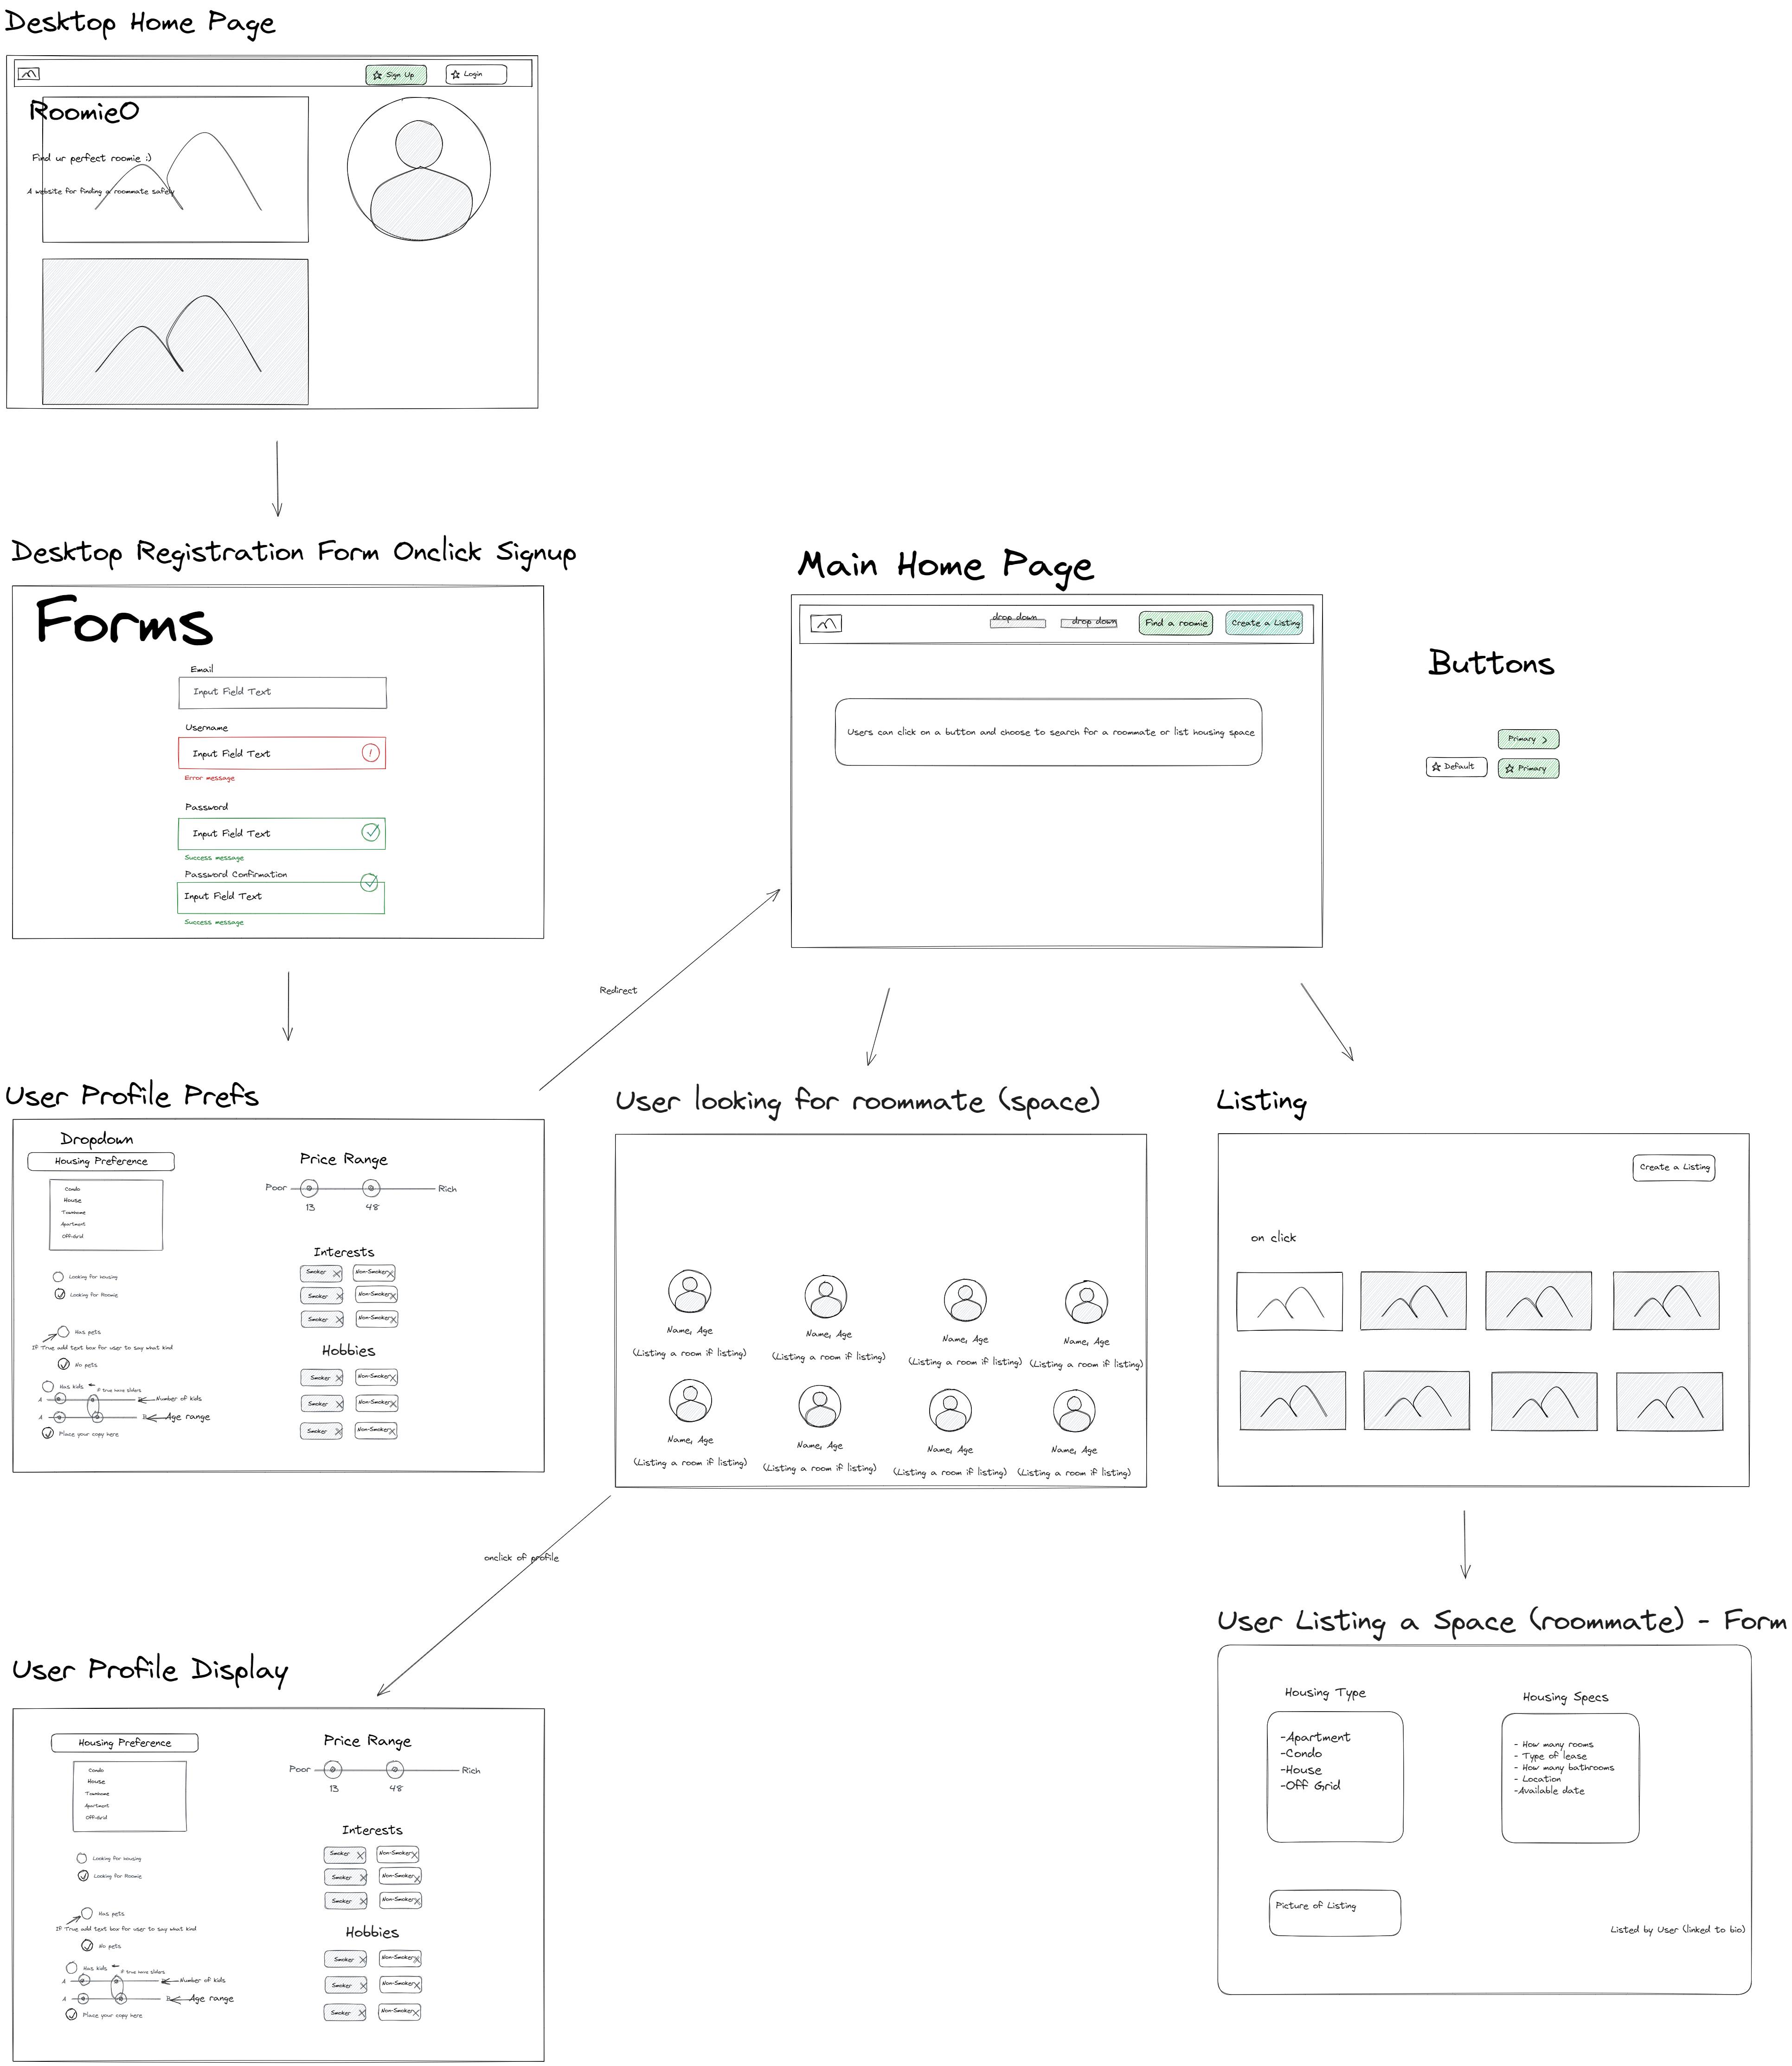 Desktop Home Page
Sign Up
Login
RoomieO
Find ur perfect roomie :)
A website for finding a roommate safely
Desktop Registration Form Onclick Signup
Forms
Email
Input Field Text
Username
Input Field Text
Error message
Password
Input Field Text
Success message
Password Confirmation
Input Field Text
Success message
Main Home Page
drop down
drop down
Find a roomie
Create a Listing
Users can click on a button and choose to search for a roommate or list housing space
Buttons
Primary
Default
Primary
Redirect
User Profile Prefs
Dropdown
Housing Preference
Condo
House
Townhome
Apartment
Off-Grid
Looking for housing
Looking for Roomie
Has pets
If True add text box for user to say what kind
No pets
Has kids
if true have sliders
A
B
Number of kids
A
B
Age range
Place your copy here
Price Range
Poor
Rich
13
48
Interests
Smoker
Non-Smoker
Smoker
Non-Smoker
Smoker
Non-Smoker
Hobbies
Smoker
Non-Smoker
Smoker
Non-Smoker
Smoker
Non-Smoker
User looking for roommate (space)
Name, Age
Name, Age
Name, Age
Name, Age
(Listing a room if listing)
(Listing a room if listing)
(Listing a room if listing)
(Listing a room if listing)
Name, Age
Name, Age
Name, Age
Name, Age
(Listing a room if listing)
(Listing a room if listing)
(Listing a room if listing)
(Listing a room if listing)
Listing
Create a Listing
on click
onclick of profile
User Profile Display
Housing Preference
Condo
House
Townhome
Apartment
Off-Grid
Looking for housing
Looking for Roomie
Has pets
If True add text box for user to say what kind
No pets
Has kids
if true have sliders
A
B
Number of kids
A
B
Age range
Place your copy here
Price Range
Poor
Rich
13
48
Interests
Smoker
Non-Smoker
Smoker
Non-Smoker
Smoker
Non-Smoker
Hobbies
Smoker
Non-Smoker
Smoker
Non-Smoker
Smoker
Non-Smoker
User Listing a Space (roommate) - Form
Housing Type
-Apartment
-Condo
-House
-Off Grid
Housing Specs
- How many rooms
- Type of lease
- How many bathrooms
- Location
-Available date
Picture of Listing
Listed by User (linked to bio)